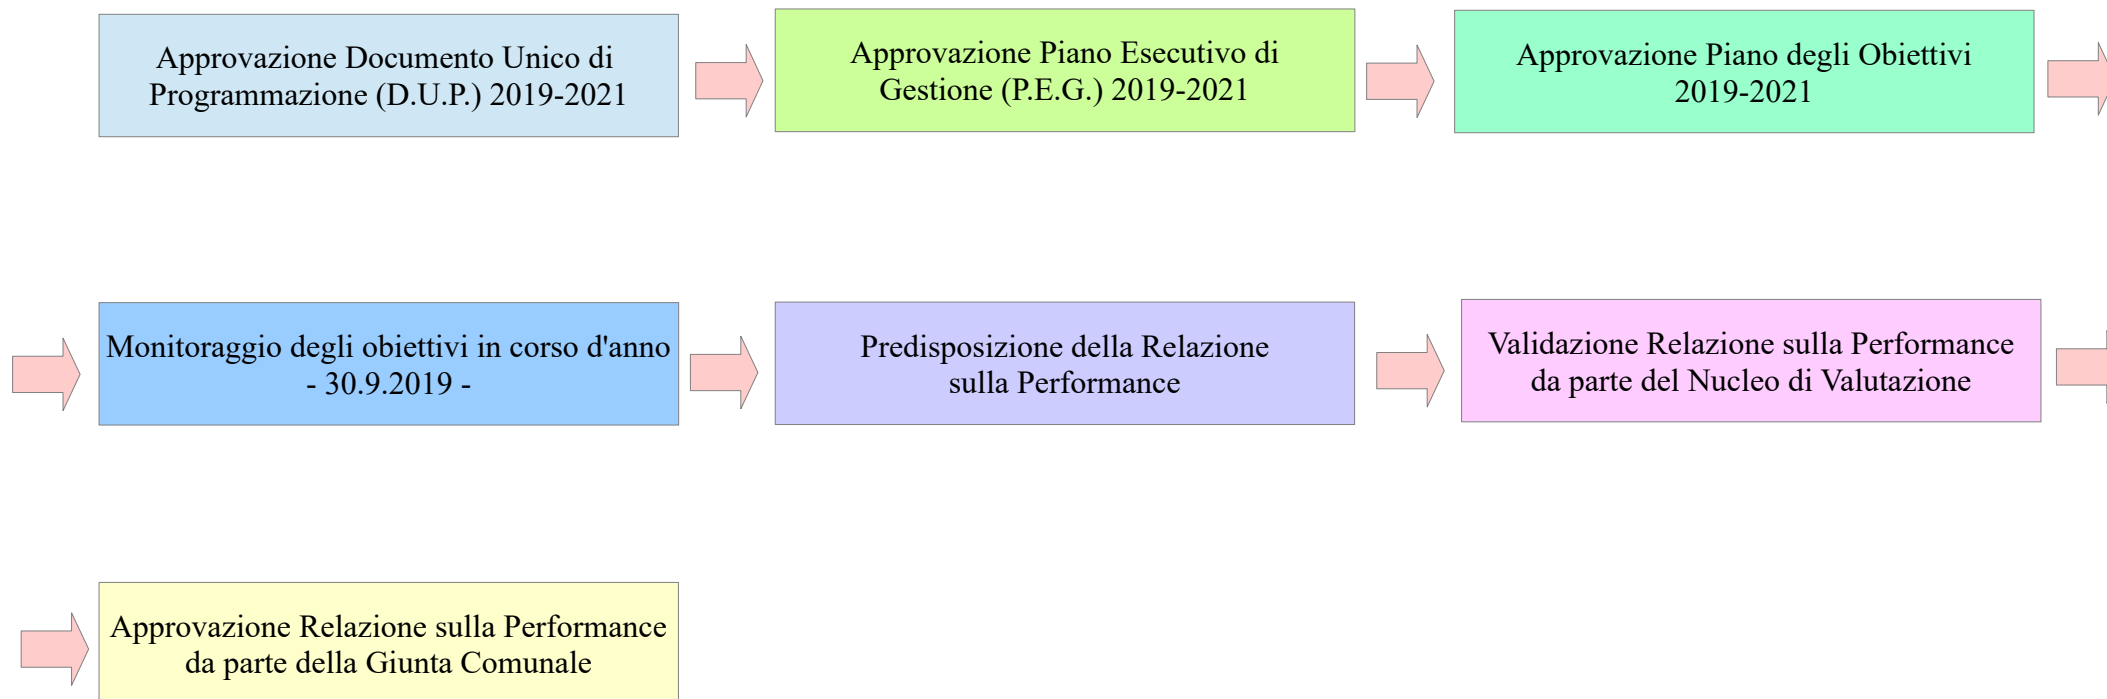 Approvazione Documento Unico di
Programmazione (D.U.P.) 2019-2021
Approvazione Piano Esecutivo di
Gestione (P.E.G.) 2019-2021
Approvazione Piano degli Obiettivi
2019-2021
Monitoraggio degli obiettivi in corso d'anno
- 30.9.2019 -
Predisposizione della Relazione
sulla Performance
Validazione Relazione sulla Performance
da parte del Nucleo di Valutazione
Approvazione Relazione sulla Performance
da parte della Giunta Comunale